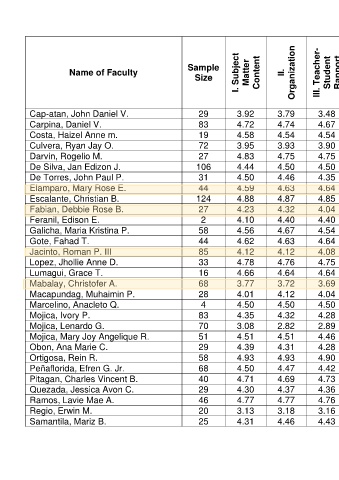 Name of Faculty Sample Size I. Subject Matter Content II. Organization III. Teacher-Student Rapport
Cap-atan, John Daniel V. 29 3.92 3.79 3.48
Carpina, Daniel V. 83 4.72 4.74 4.67
Costa, Haizel Anne m. 19 4.58 4.54 4.54
Culvera, Ryan Jay O. 72 3.95 3.93 3.90
Darvin, Rogelio M. 27 4.83 4.75 4.75
De Silva, Jan Edizon J. 106 4.44 4.50 4.50
De Torres, John Paul P. 31 4.50 4.46 4.35
Elamparo, Mary Rose E. 44 4.59 4.63 4.64
Escalante, Christian B. 124 4.88 4.87 4.85
Fabian, Debbie Rose B. 27 4.23 4.32 4.04
Feranil, Edison E. 2 4.10 4.40 4.40
Galicha, Maria Kristina P. 58 4.56 4.67 4.54
Gote, Fahad T. 44 4.62 4.63 4.64
Jacinto, Roman P. III 85 4.12 4.12 4.08
Lopez, Jhollie Anne D. 33 4.78 4.76 4.75
Lumagui, Grace T. 16 4.66 4.64 4.64
Mabalay, Christofer A. 68 3.77 3.72 3.69
Macapundag, Muhaimin P. 28 4.01 4.12 4.04
Marcelino, Anacleto Q. 4 4.50 4.50 4.50
Mojica, Ivory P. 83 4.35 4.32 4.28
Mojica, Lenardo G. 70 3.08 2.82 2.89
Mojica, Mary Joy Angelique R. 51 4.51 4.51 4.46
Obon, Ana Marie C. 29 4.39 4.31 4.28
Ortigosa, Rein R. 58 4.93 4.93 4.90
Peñaflorida, Efren G. Jr. 68 4.50 4.47 4.42
Pitagan, Charles Vincent B. 40 4.71 4.69 4.73
Quezada, Jessica Avon C. 29 4.30 4.37 4.36
Ramos, Lavie Mae A. 46 4.77 4.77 4.76
Regio, Erwin M. 20 3.13 3.18 3.16
Samantila, Mariz B. 25 4.31 4.46 4.43